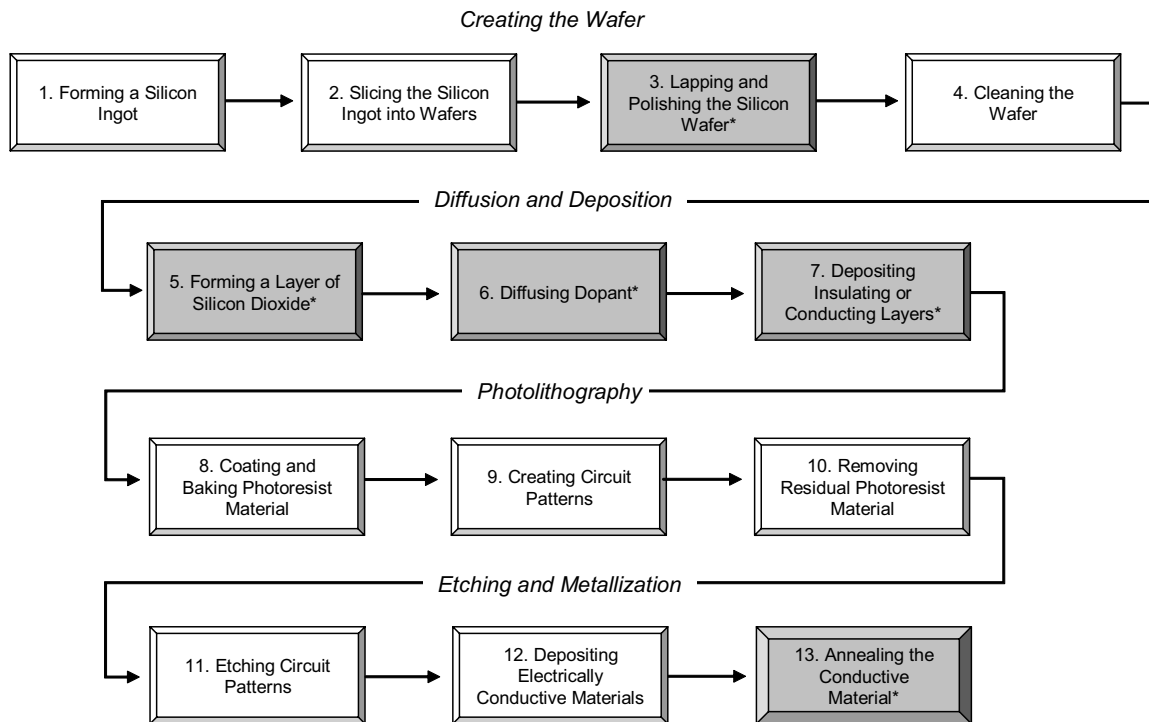 Creating the Wafer
1. Forming a Silicon
Ingot
2. Slicing the Silicon
Ingot into Wafers
3. Lapping and
Polishing the Silicon
Wafer*
4. Cleaning the
Wafer
Diffusion and Deposition
5. Forming a Layer of
Silicon Dioxide*
6. Diffusing Dopant*
7. Depositing
Insulating or
Conducting Layers*
Photolithography
8. Coating and
Baking Photoresist
Material
9. Creating Circuit
Patterns
10. Removing
Residual Photoresist
Material
Etching and Metallization
11. Etching Circuit
Patterns
12. Depositing
Electrically
Conductive Materials
13. Annealing the
Conductive
Material*